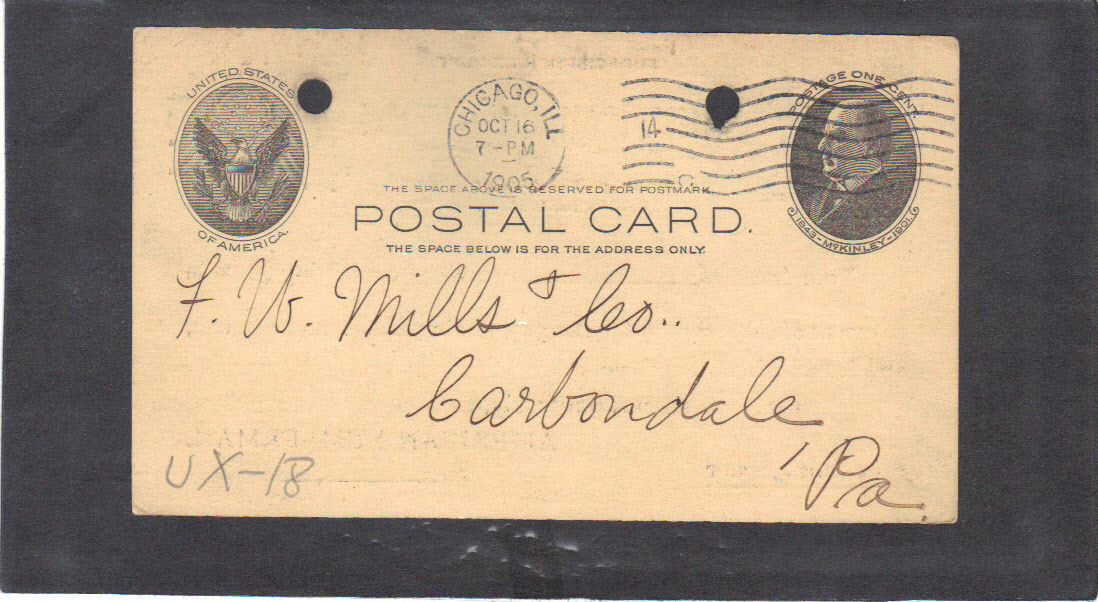 UNITED STATES
OF AMERICA.
CHICAGO, ILL
OCT 16
7-PM
1905
14
C
POSTAGE ONE CENT.
1843-McKINLEY-1901.
THE SPACE ABOVE IS RESERVED FOR POSTMARK.
POSTAL CARD.
THE SPACE BELOW IS FOR THE ADDRESS ONLY.
F. W. Mills & Co..
Carbondale
Pa.
UX-18